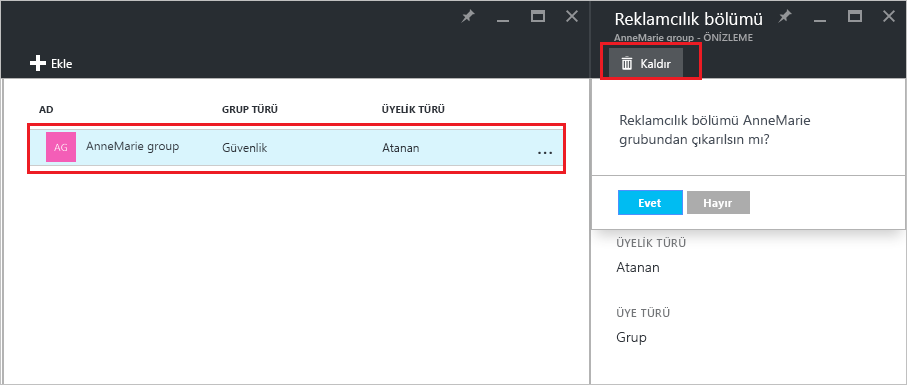 Ekle
AD GRUP TÜRÜ ÜYELİK TÜRÜ
AG AnneMarie group Güvenlik Atanan ...
Reklamcılık bölümü
AnneMarie group - ÖNİZLEME
Kaldır
Reklamcılık bölümü AnneMarie
grubundan çıkarılsın mı?
Evet Hayır
ÜYELİK TÜRÜ
Atanan
ÜYE TÜRÜ
Grup